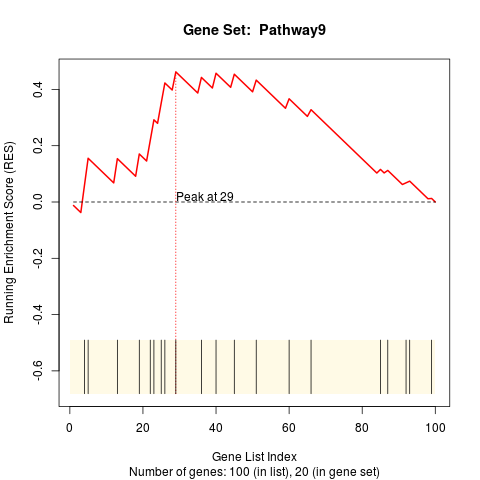 Gene Set:  Pathway9
Running Enrichment Score (RES)
0.4
0.2
0.0
-0.2
-0.4
-0.6
Peak at 29
0 20 40 60 80 100
Gene List Index
Number of genes: 100 (in list), 20 (in gene set)